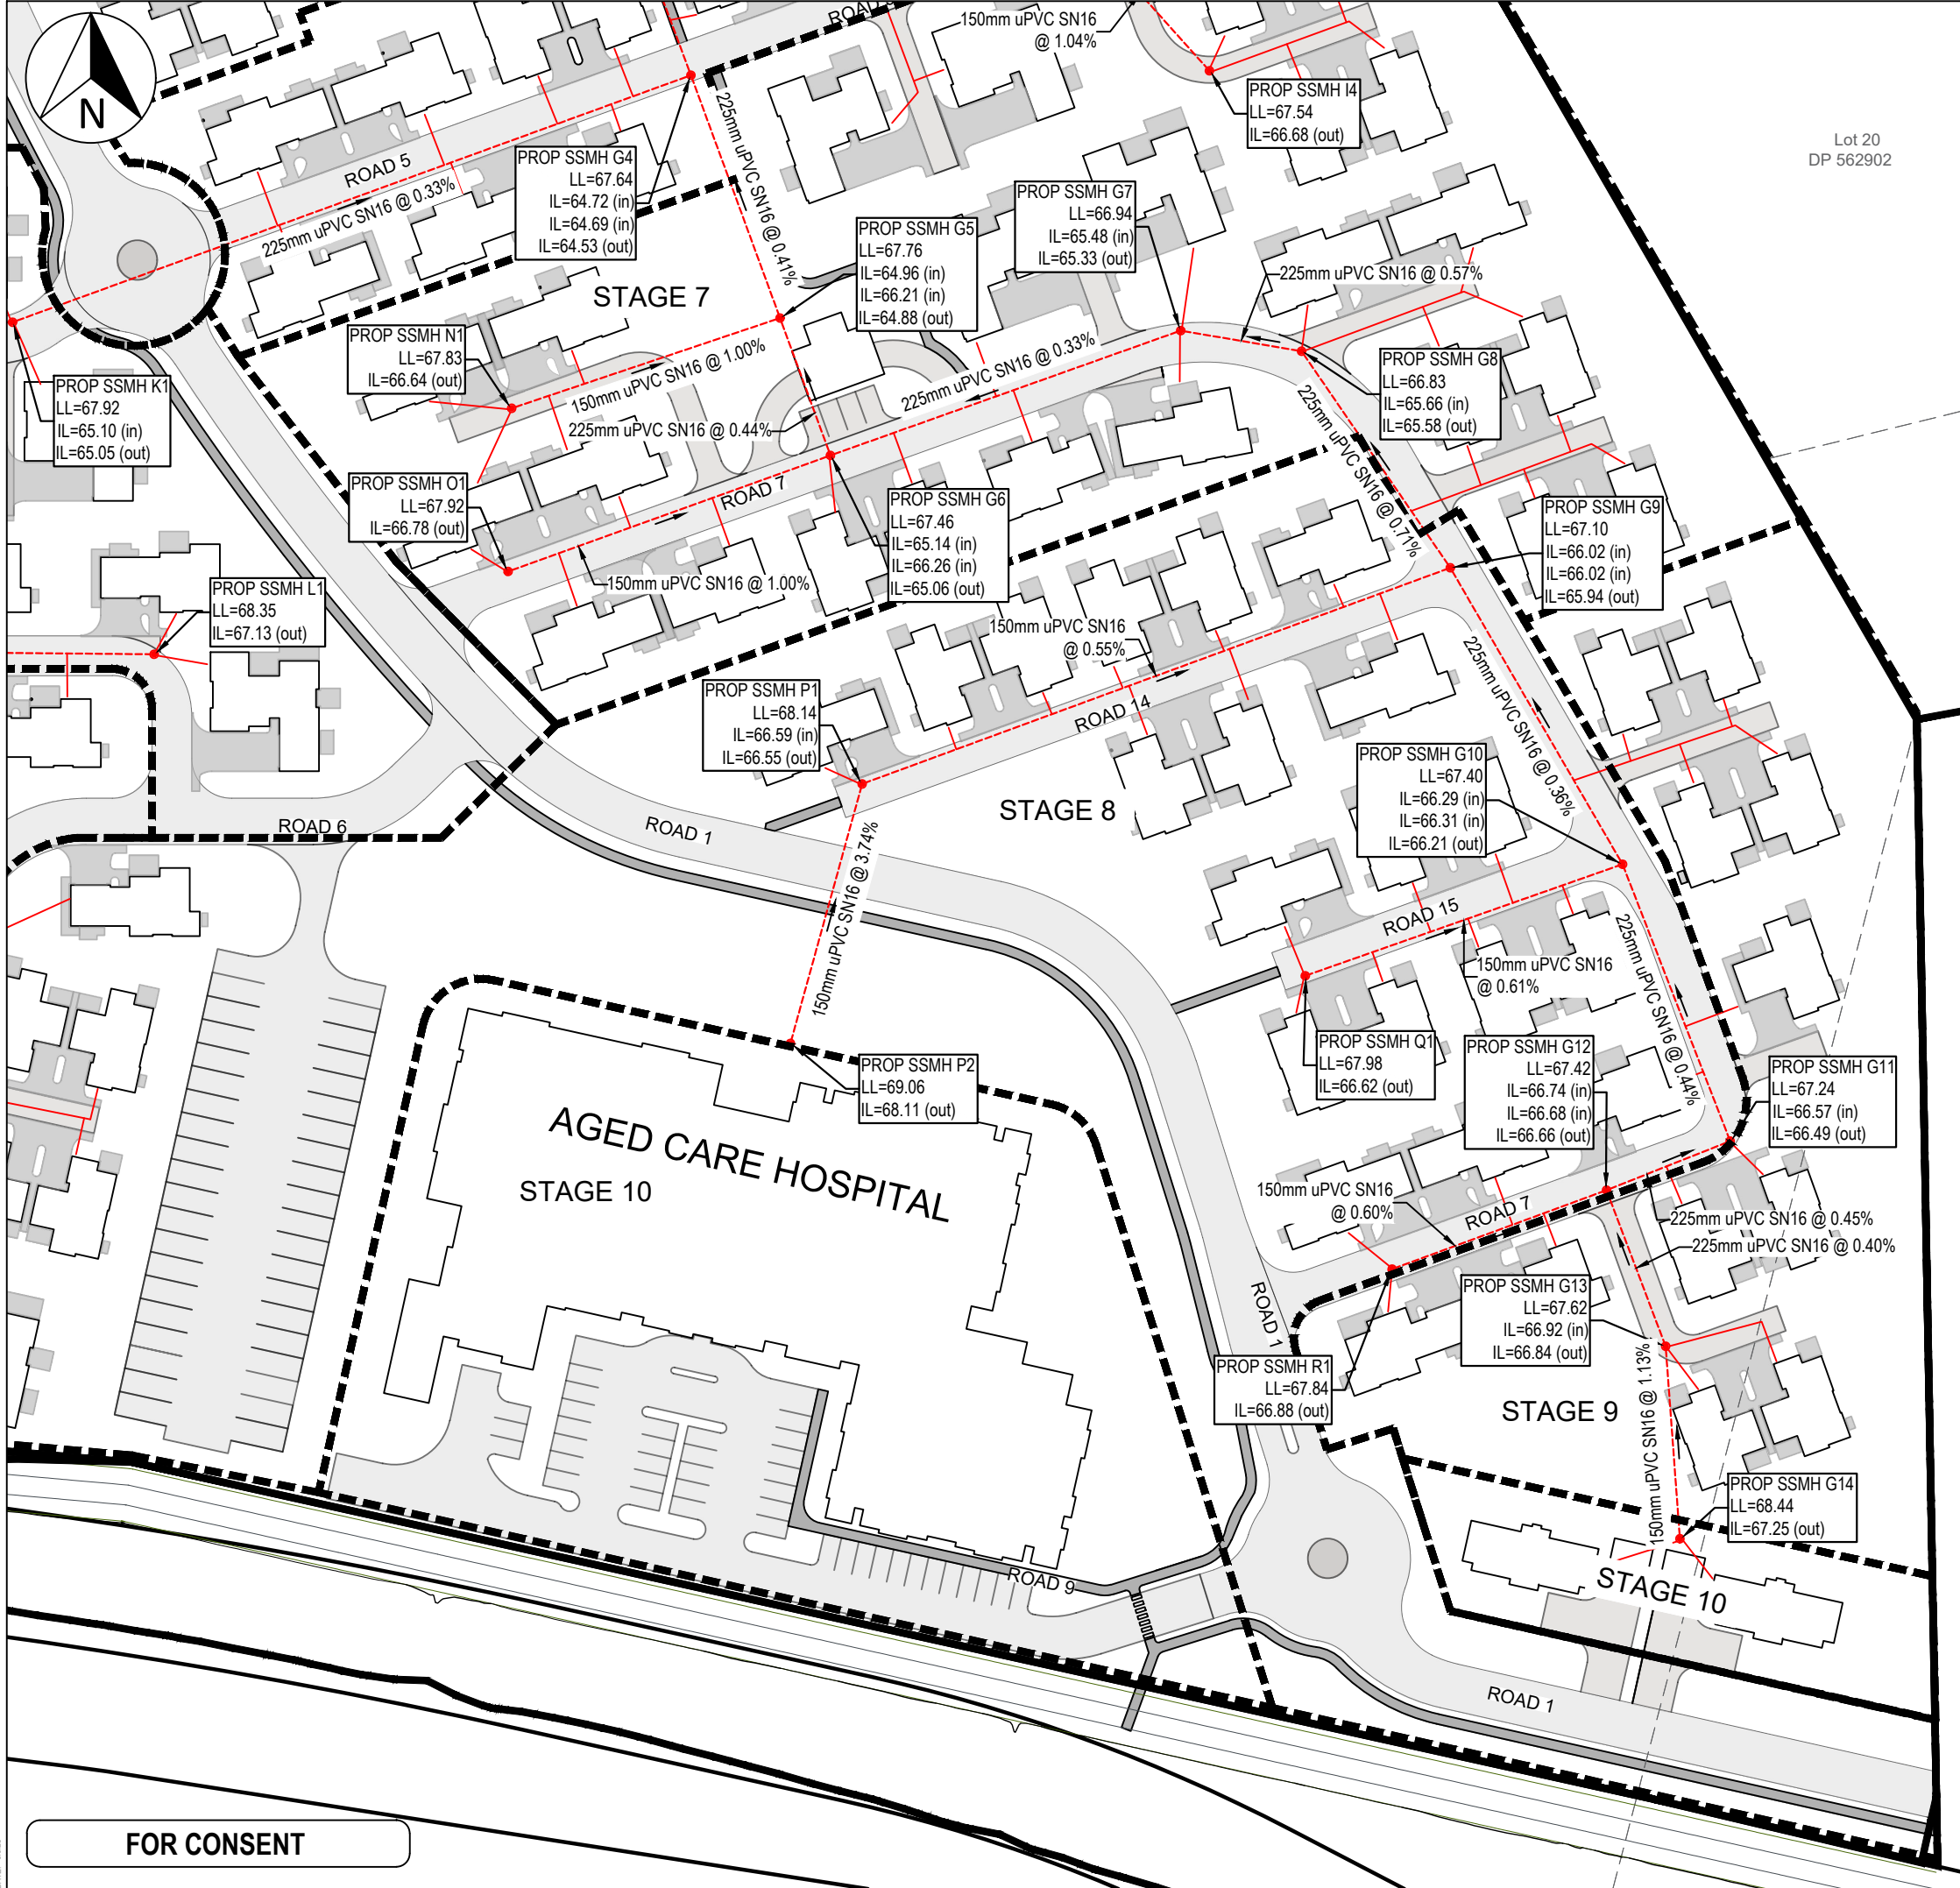 N
ROAD 5
225mm uPVC SN16 @ 0.33%
150mm uPVC SN16
@ 1.04%
PROP SSMH I4
LL=67.54
IL=66.68 (out)
Lot 20
DP 562902
PROP SSMH G4
LL=67.64
IL=64.72 (in)
IL=64.69 (in)
IL=64.53 (out)
225mm uPVC SN16 @ 0.41%
PROP SSMH G5
LL=67.76
IL=64.96 (in)
IL=66.21 (in)
IL=64.88 (out)
PROP SSMH G7
LL=66.94
IL=65.48 (in)
IL=65.33 (out)
225mm uPVC SN16 @ 0.57%
STAGE 7
PROP SSMH N1
LL=67.83
IL=66.64 (out)
150mm uPVC SN16 @ 1.00%
225mm uPVC SN16 @ 0.33%
225mm uPVC SN16 @ 0.44%
PROP SSMH G8
LL=66.83
IL=65.66 (in)
IL=65.58 (out)
225mm uPVC SN16 @ 0.71%
PROP SSMH K1
LL=67.92
IL=65.10 (in)
IL=65.05 (out)
PROP SSMH O1
LL=67.92
IL=66.78 (out)
ROAD 7
PROP SSMH G6
LL=67.46
IL=65.14 (in)
IL=66.26 (in)
IL=65.06 (out)
PROP SSMH G9
LL=67.10
IL=66.02 (in)
IL=66.02 (in)
IL=65.94 (out)
150mm uPVC SN16 @ 1.00%
PROP SSMH L1
LL=68.35
IL=67.13 (out)
150mm uPVC SN16
@ 0.55%
225mm uPVC SN16 @ 0.36%
PROP SSMH P1
LL=68.14
IL=66.59 (in)
IL=66.55 (out)
ROAD 14
PROP SSMH G10
LL=67.40
IL=66.29 (in)
IL=66.31 (in)
IL=66.21 (out)
STAGE 8
ROAD 6
ROAD 1
150mm uPVC SN16 @ 3.74%
ROAD 15
150mm uPVC SN16
@ 0.61%
225mm uPVC SN16 @ 0.44%
PROP SSMH Q1
LL=67.98
IL=66.62 (out)
PROP SSMH G12
LL=67.42
IL=66.74 (in)
IL=66.68 (in)
IL=66.66 (out)
PROP SSMH G11
LL=67.24
IL=66.57 (in)
IL=66.49 (out)
PROP SSMH P2
LL=69.06
IL=68.11 (out)
AGED CARE HOSPITAL
STAGE 10
150mm uPVC SN16
@ 0.60%
ROAD 7
225mm uPVC SN16 @ 0.45%
225mm uPVC SN16 @ 0.40%
PROP SSMH G13
LL=67.62
IL=66.92 (in)
IL=66.84 (out)
ROAD 1
PROP SSMH R1
LL=67.84
IL=66.88 (out)
STAGE 9
150mm uPVC SN16 @ 1.13%
PROP SSMH G14
LL=68.44
IL=67.25 (out)
STAGE 10
ROAD 9
ROAD 1
FOR CONSENT